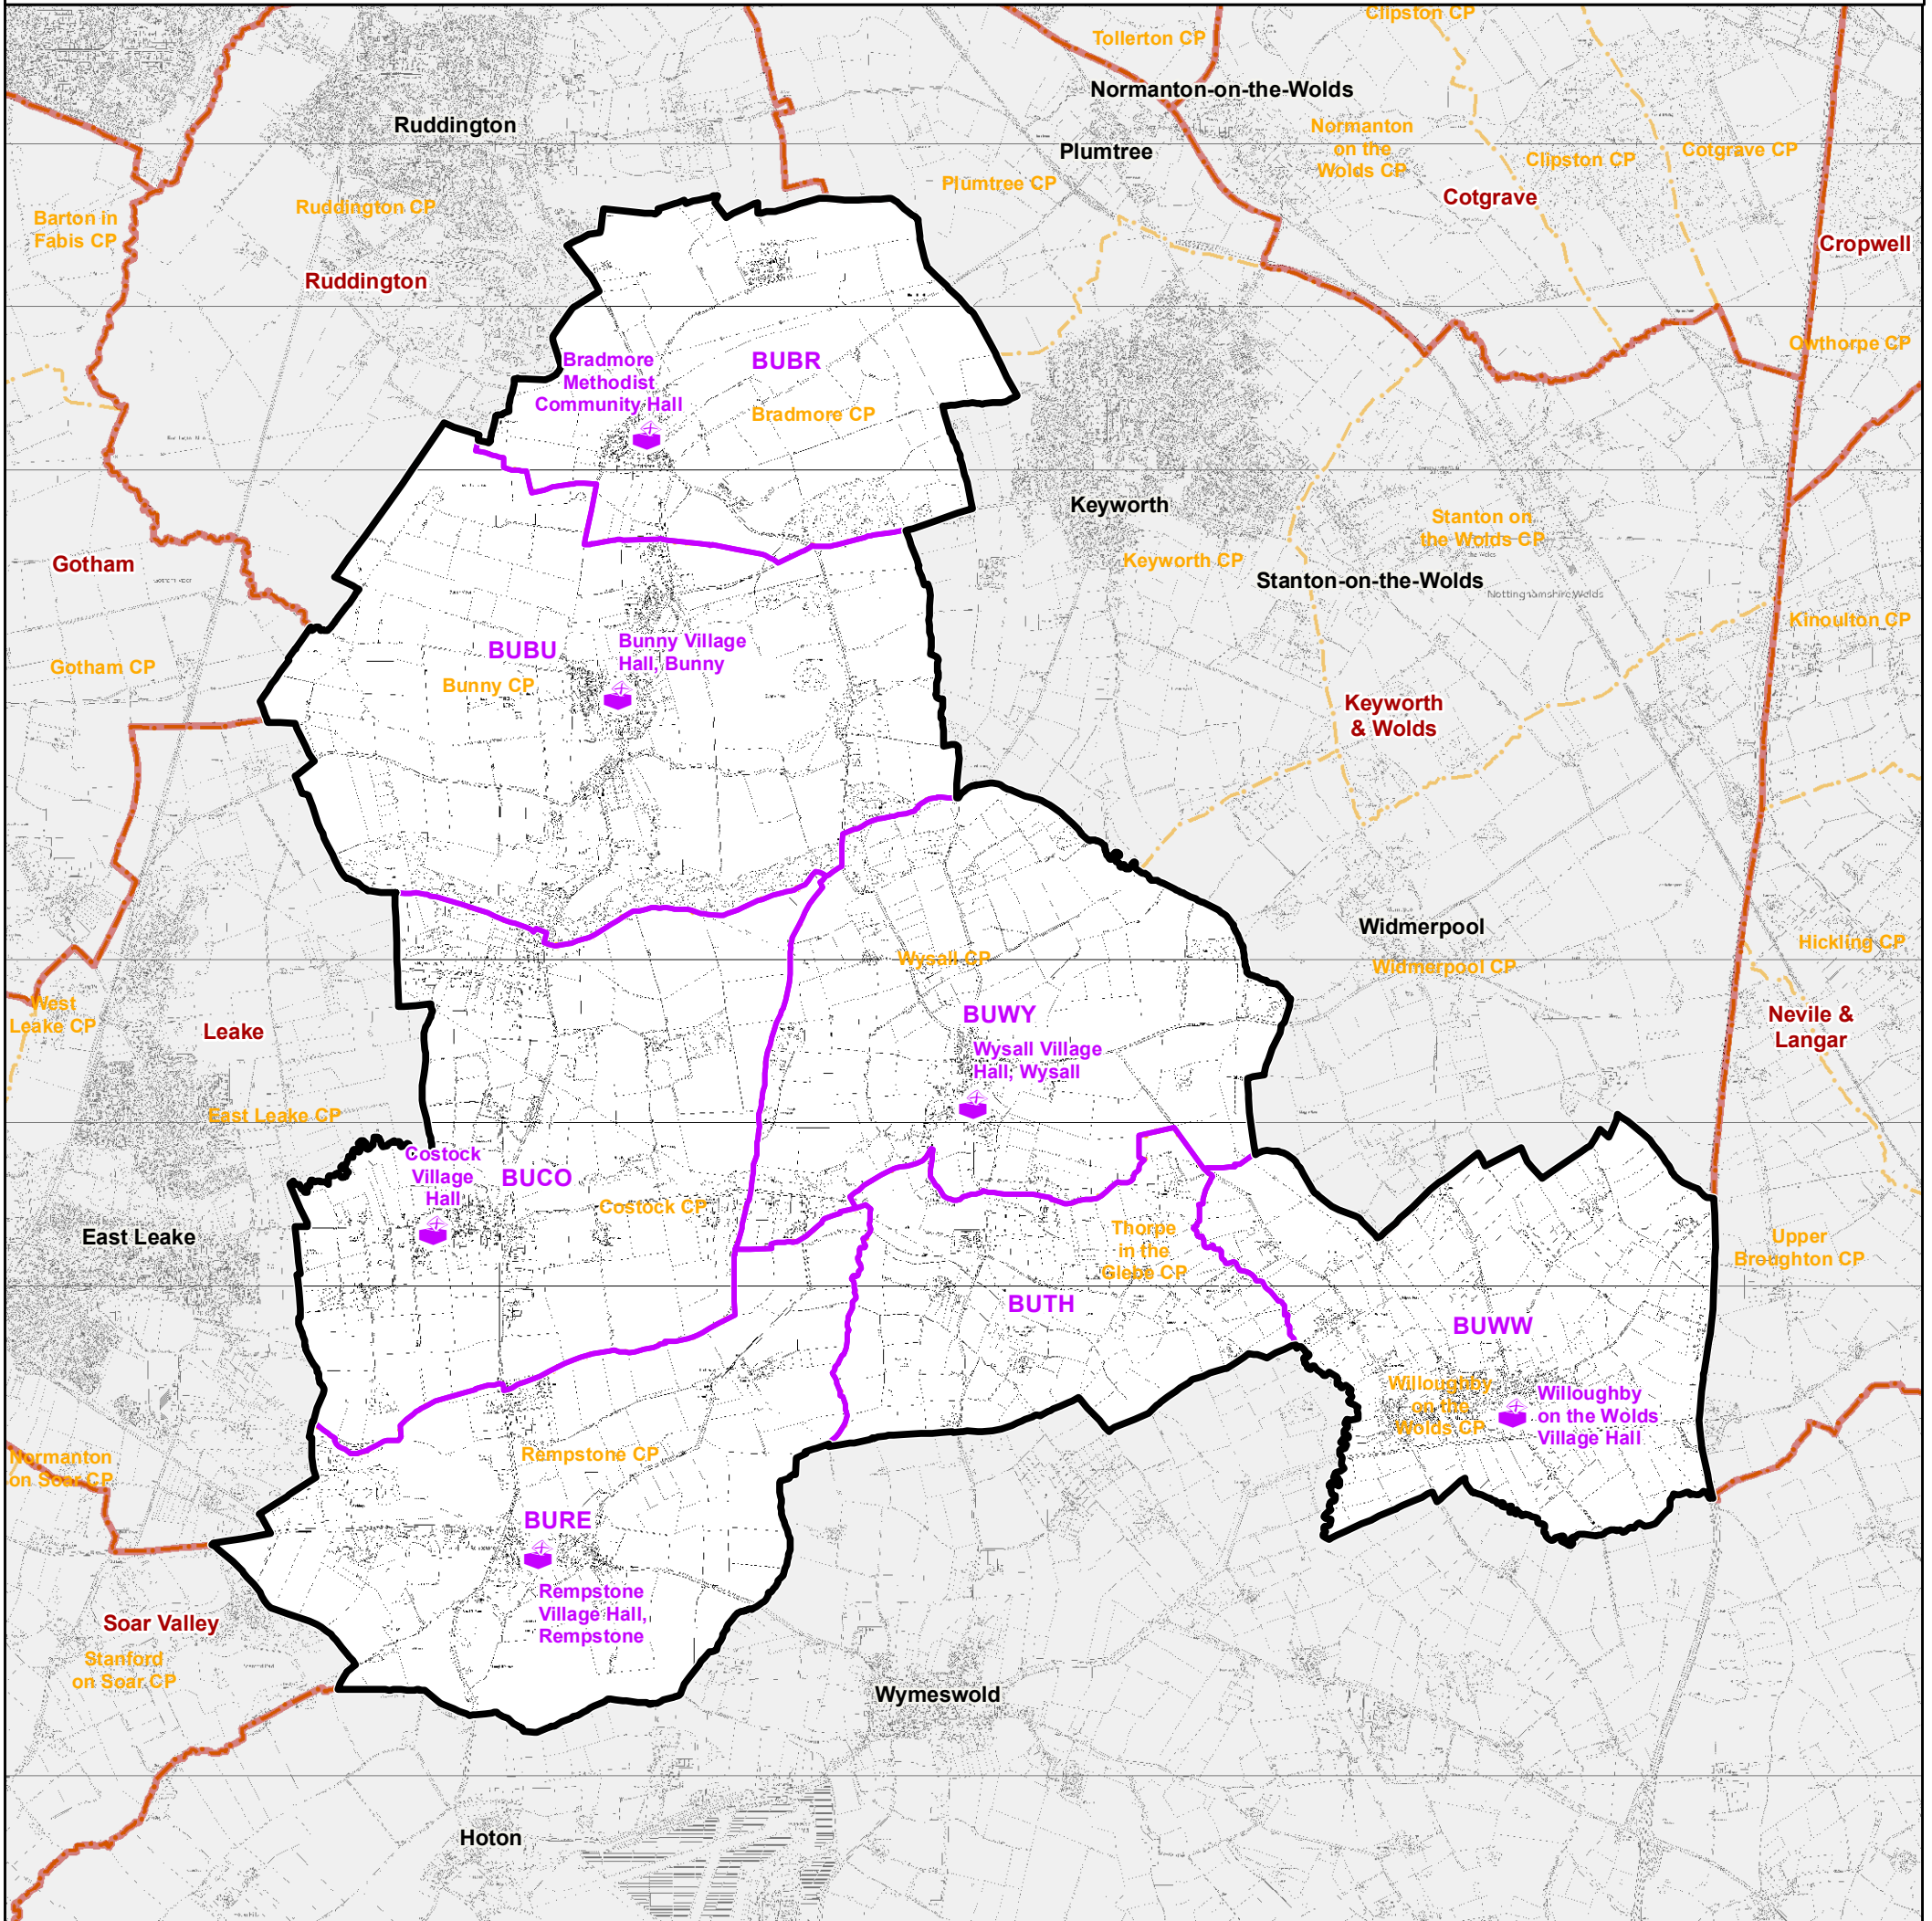 Clipston CP
Tollerton CP
Normanton-on-the-Wolds
Ruddington
Normanton
on the
Wolds CP
Plumtree
Clipston CP
Cotgrave CP
Plumtree CP
Cotgrave
Ruddington CP
Barton in
Fabis CP
Cropwell
Ruddington
Owthorpe CP
Bradmore
Methodist
Community Hall
BUBR
Bradmore CP
Keyworth
Stanton on
the Wolds CP
Keyworth CP
Gotham
Stanton-on-the-Wolds
Nottinghamshire Wolds
Kinoulton CP
BUBU
Bunny Village
Hall, Bunny
Gotham CP
Bunny CP
Keyworth
& Wolds
Widmerpool
Hickling CP
Wysall CP
Widmerpool CP
West
Leake CP
Leake
BUWY
Nevile &
Langar
Wysall Village
Hall, Wysall
East Leake CP
Costock
Village
Hall
BUCO
Costock CP
East Leake
Thorpe
in the
Glebe CP
Upper
Broughton CP
BUTH
BUWW
Willoughby
on the
Wolds CP
Willoughby
on the Wolds
Village Hall
Normanton
on Soar CP
Rempstone CP
BURE
Rempstone
Village Hall,
Rempstone
Soar Valley
Stanford
on Soar CP
Wymeswold
Hoton